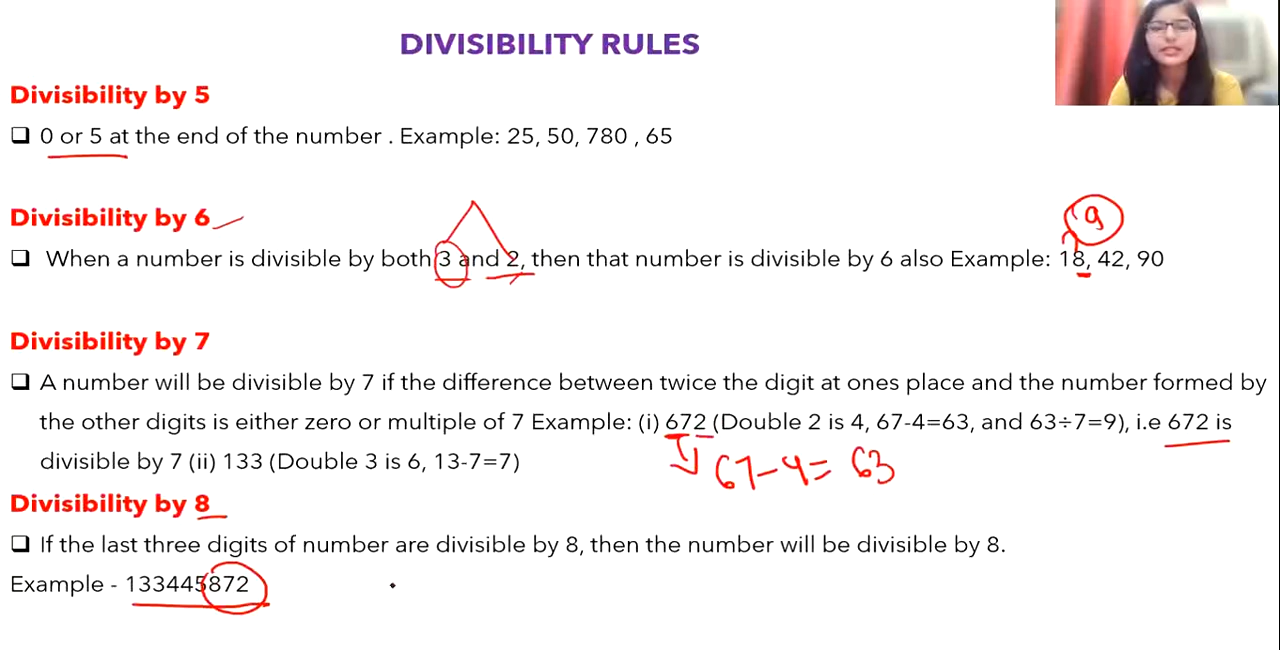 DIVISIBILITY RULES
Divisibility by 5
❑ 0 or 5 at the end of the number . Example: 25, 50, 780 , 65
Divisibility by 6
9
❑ When a number is divisible by both 3 and 2, then that number is divisible by 6 also Example: 18, 42, 90
Divisibility by 7
❑ A number will be divisible by 7 if the difference between twice the digit at ones place and the number formed by
the other digits is either zero or multiple of 7 Example: (i) 672 (Double 2 is 4, 67-4=63, and 63÷7=9), i.e 672 is
divisible by 7 (ii) 133 (Double 3 is 6, 13-7=7)
67-4= 63
Divisibility by 8
❑ If the last three digits of number are divisible by 8, then the number will be divisible by 8.
Example - 133445872